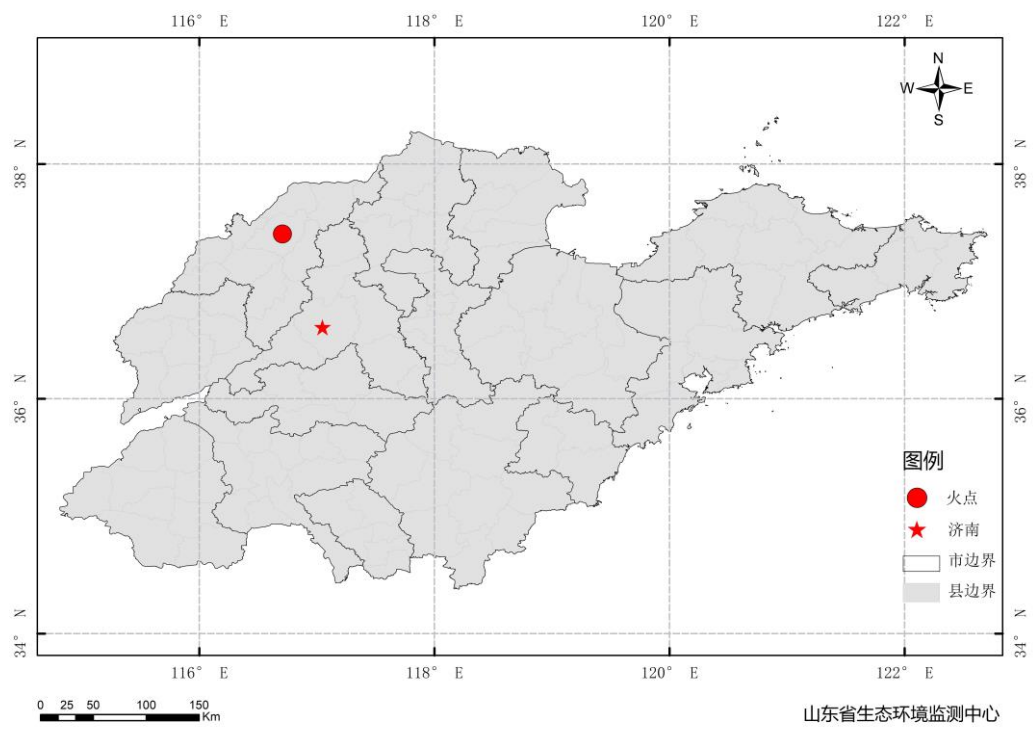 116° E 118° E 120° E 122° E
N
W E
S
38° N 38° N
36° N 36° N
图例
火点
济南
市边界
县边界
34° N 34° N
116° E 118° E 120° E 122° E
0 25 50 100 150
Km
山东省生态环境监测中心